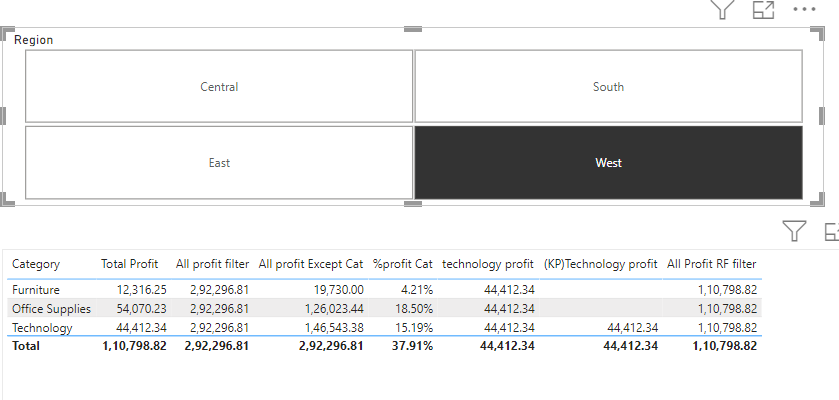 Region
Central South
East West
Category Total Profit All profit filter All profit Except Cat %profit Cat technology profit (KP)Technology profit All Profit RF filter
Furniture 12,316.25 2,92,296.81 19,730.00 4.21% 44,412.34 1,10,798.82
Office Supplies 54,070.23 2,92,296.81 1,26,023.44 18.50% 44,412.34 1,10,798.82
Technology 44,412.34 2,92,296.81 1,46,543.38 15.19% 44,412.34 44,412.34 1,10,798.82
Total 1,10,798.82 2,92,296.81 2,92,296.81 37.91% 44,412.34 44,412.34 1,10,798.82